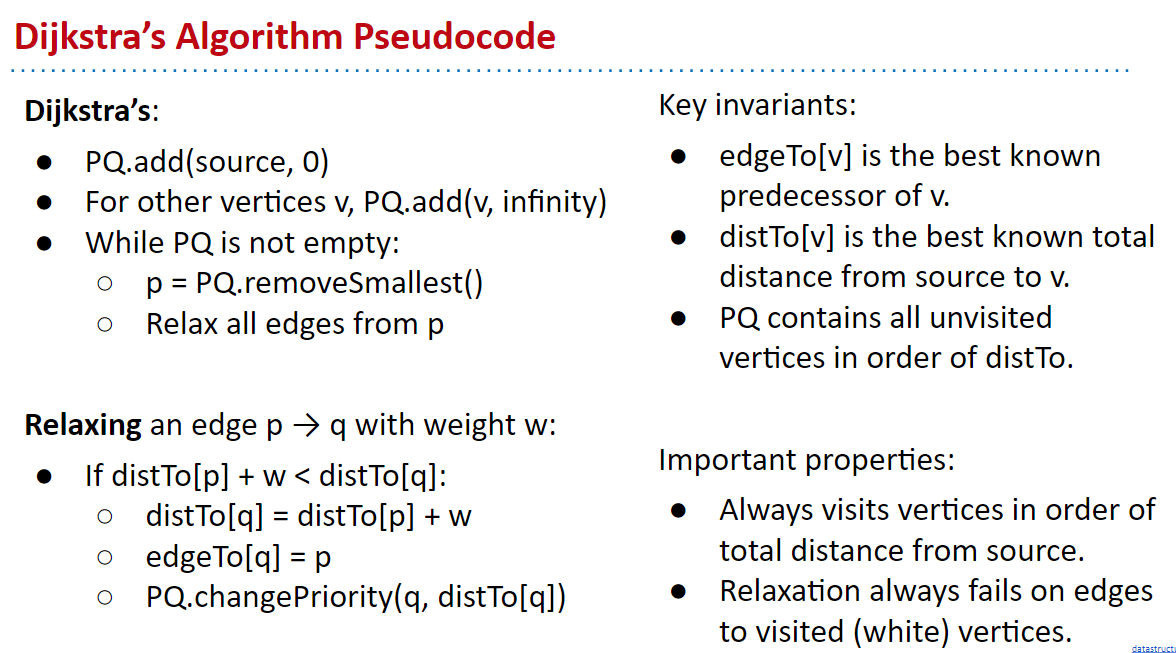 Dijkstra's Algorithm Pseudocode
Dijkstra's:
● PQ.add(source, 0)
● For other vertices v, PQ.add(v, infinity)
● While PQ is not empty:
○ p = PQ.removeSmallest()
○ Relax all edges from p
Relaxing an edge p → q with weight w:
● If distTo[p] + w < distTo[q]:
○ distTo[q] = distTo[p] + w
○ edgeTo[q] = p
○ PQ.changePriority(q, distTo[q])
Key invariants:
● edgeTo[v] is the best known
predecessor of v.
● distTo[v] is the best known total
distance from source to v.
● PQ contains all unvisited
vertices in order of distTo.
Important properties:
● Always visits vertices in order of
total distance from source.
● Relaxation always fails on edges
to visited (white) vertices.
datastructu